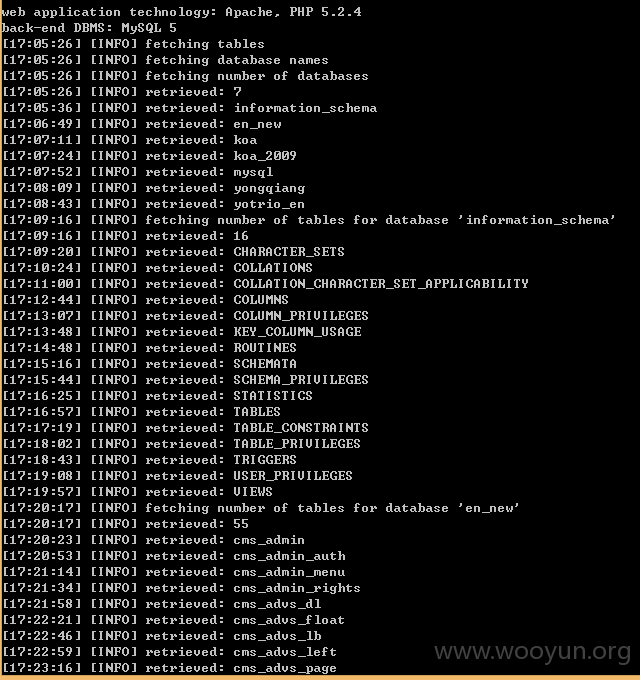 web application technology: Apache, PHP 5.2.4
back-end DBMS: MySQL 5
[17:05:26] [INFO] fetching tables
[17:05:26] [INFO] fetching database names
[17:05:26] [INFO] fetching number of databases
[17:05:26] [INFO] retrieved: 7
[17:05:36] [INFO] retrieved: information_schema
[17:06:49] [INFO] retrieved: en_new
[17:07:11] [INFO] retrieved: koa
[17:07:24] [INFO] retrieved: koa_2009
[17:07:52] [INFO] retrieved: mysql
[17:08:09] [INFO] retrieved: yongqiang
[17:08:43] [INFO] retrieved: yotrio_en
[17:09:16] [INFO] fetching number of tables for database 'information_schema'
[17:09:16] [INFO] retrieved: 16
[17:09:20] [INFO] retrieved: CHARACTER_SETS
[17:10:24] [INFO] retrieved: COLLATIONS
[17:11:00] [INFO] retrieved: COLLATION_CHARACTER_SET_APPLICABILITY
[17:12:44] [INFO] retrieved: COLUMNS
[17:13:07] [INFO] retrieved: COLUMN_PRIVILEGES
[17:13:48] [INFO] retrieved: KEY_COLUMN_USAGE
[17:14:48] [INFO] retrieved: ROUTINES
[17:15:16] [INFO] retrieved: SCHEMATA
[17:15:44] [INFO] retrieved: SCHEMA_PRIVILEGES
[17:16:25] [INFO] retrieved: STATISTICS
[17:16:57] [INFO] retrieved: TABLES
[17:17:19] [INFO] retrieved: TABLE_CONSTRAINTS
[17:18:02] [INFO] retrieved: TABLE_PRIVILEGES
[17:18:43] [INFO] retrieved: TRIGGERS
[17:19:08] [INFO] retrieved: USER_PRIVILEGES
[17:19:57] [INFO] retrieved: VIEWS
[17:20:17] [INFO] fetching number of tables for database 'en_new'
[17:20:17] [INFO] retrieved: 55
[17:20:23] [INFO] retrieved: cms_admin
[17:20:53] [INFO] retrieved: cms_admin_auth
[17:21:14] [INFO] retrieved: cms_admin_menu
[17:21:34] [INFO] retrieved: cms_admin_rights
[17:21:58] [INFO] retrieved: cms_advs_dl
[17:22:21] [INFO] retrieved: cms_advs_float
[17:22:46] [INFO] retrieved: cms_advs_lb
[17:22:59] [INFO] retrieved: cms_advs_left
[17:23:16] [INFO] retrieved: cms_advs_page
www.wooyun.org